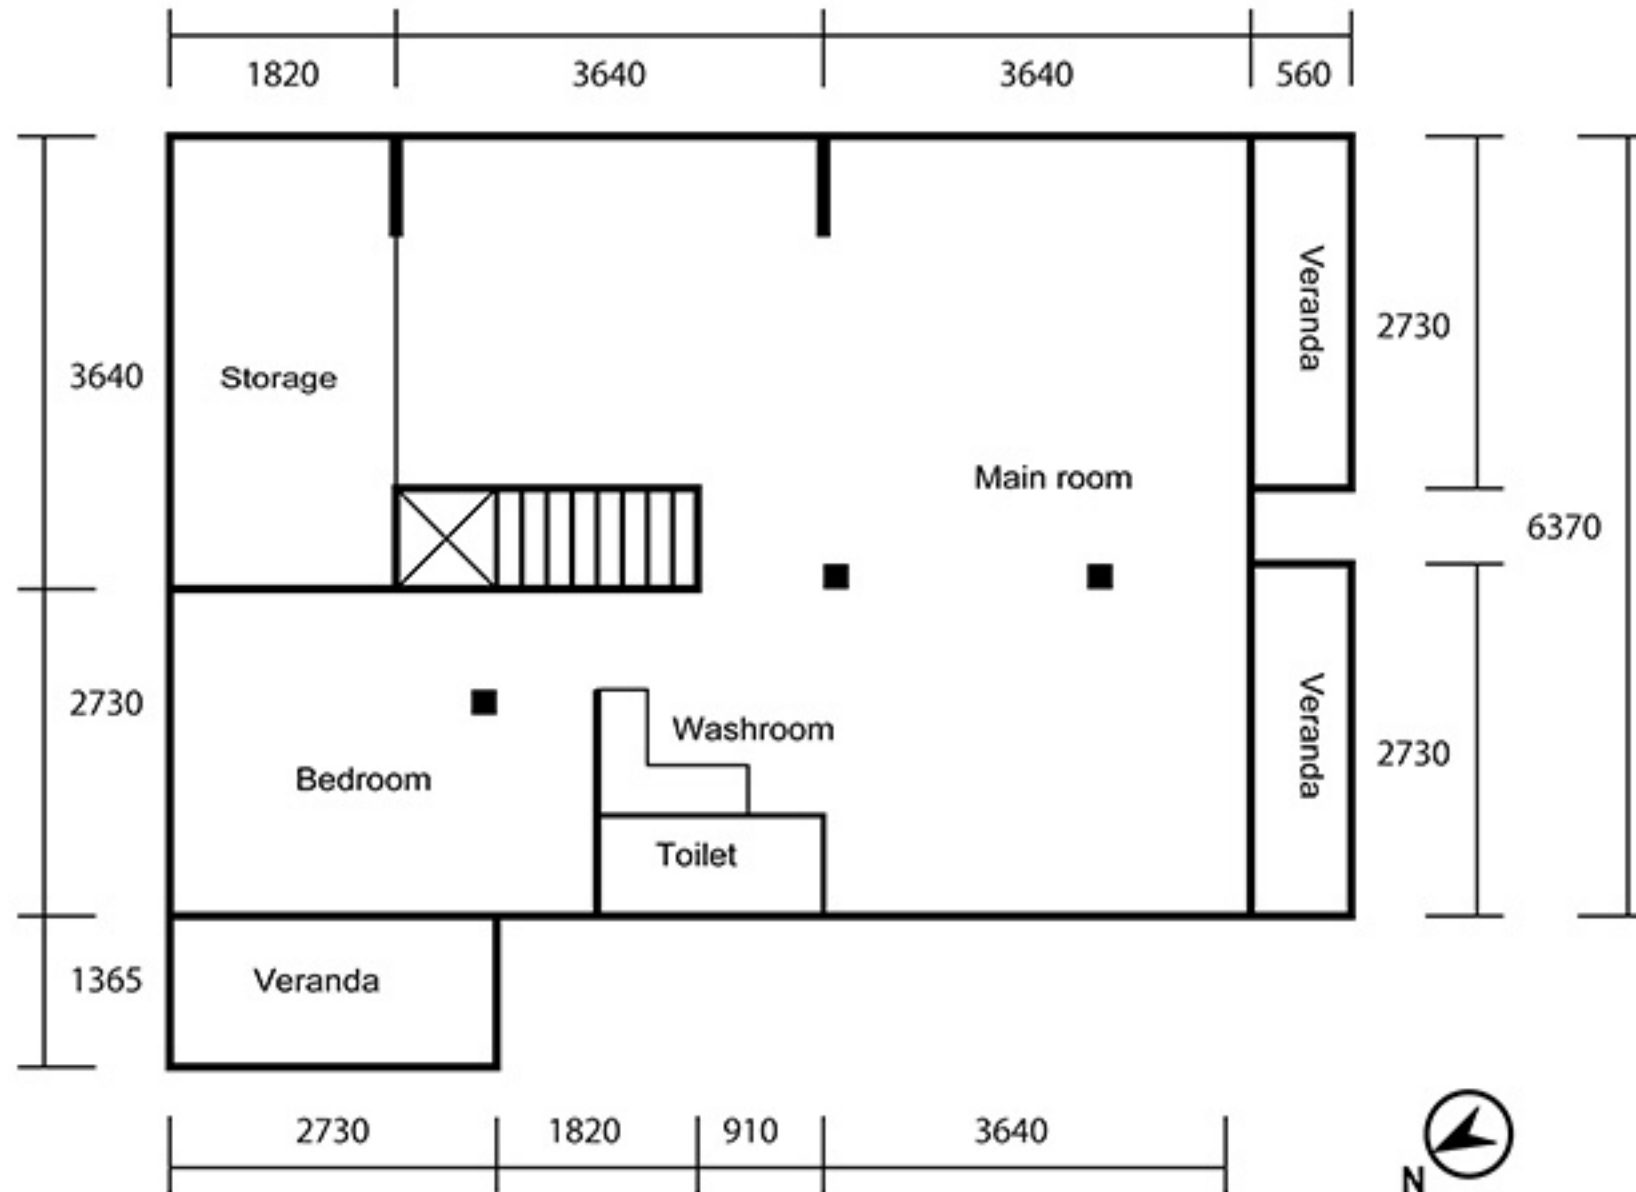 1820 3640 3640 560
Veranda
2730
3640
Storage
Main room
6370
2730
Washroom
Veranda
2730
Bedroom
Toilet
1365
Veranda
2730 1820 910 3640
N